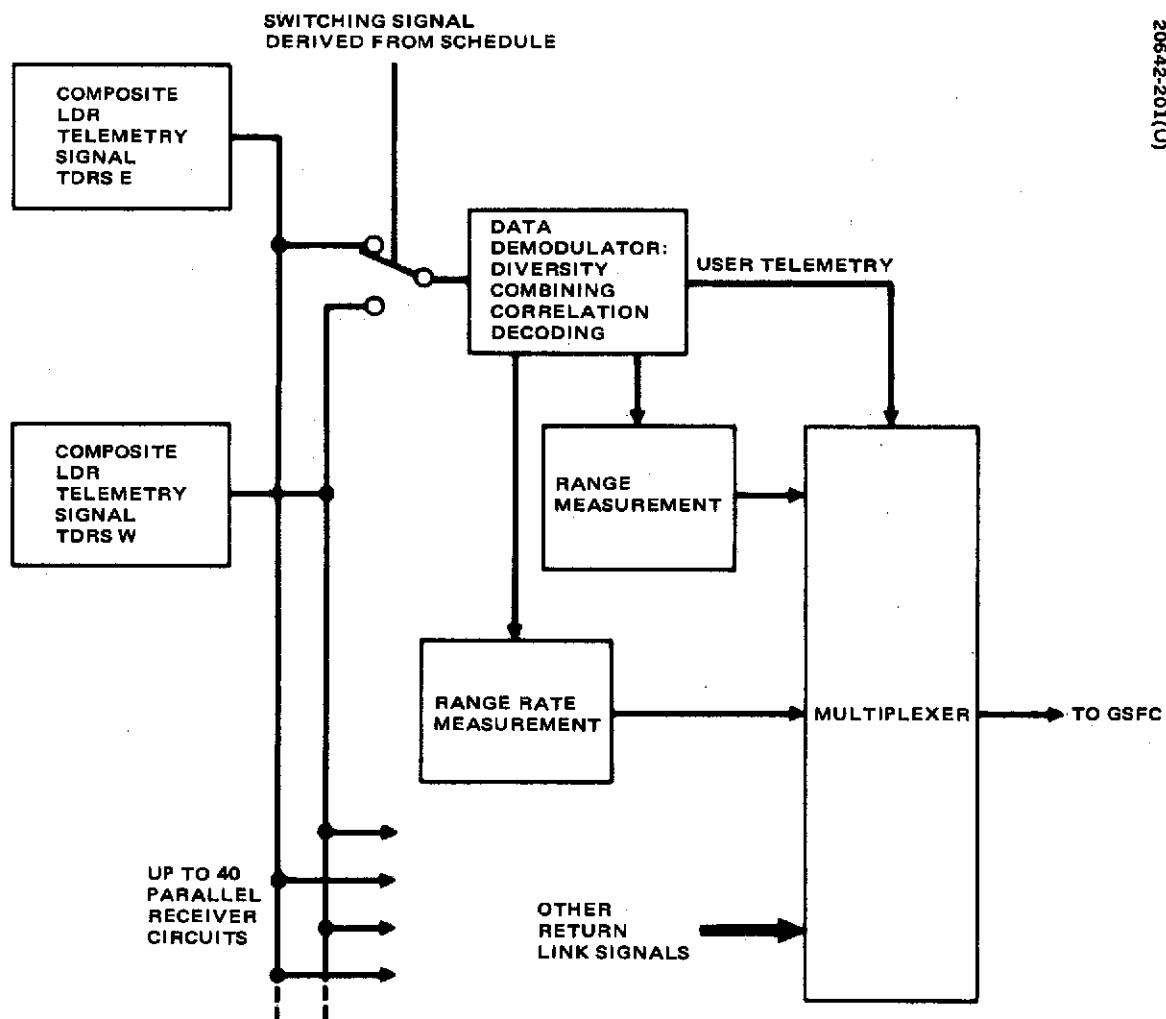 SWITCHING SIGNAL
DERIVED FROM SCHEDULE
20642-201(U)
COMPOSITE
LDR
TELEMETRY
SIGNAL
TDRS E
DATA
DEMODULATOR:
DIVERSITY
COMBINING
CORRELATION
DECODING
USER TELEMETRY
COMPOSITE
LDR
TELEMETRY
SIGNAL
TDRS W
RANGE
MEASUREMENT
RANGE RATE
MEASUREMENT
MULTIPLEXER
TO GSFC
UP TO 40
PARALLEL
RECEIVER
CIRCUITS
OTHER
RETURN
LINK SIGNALS